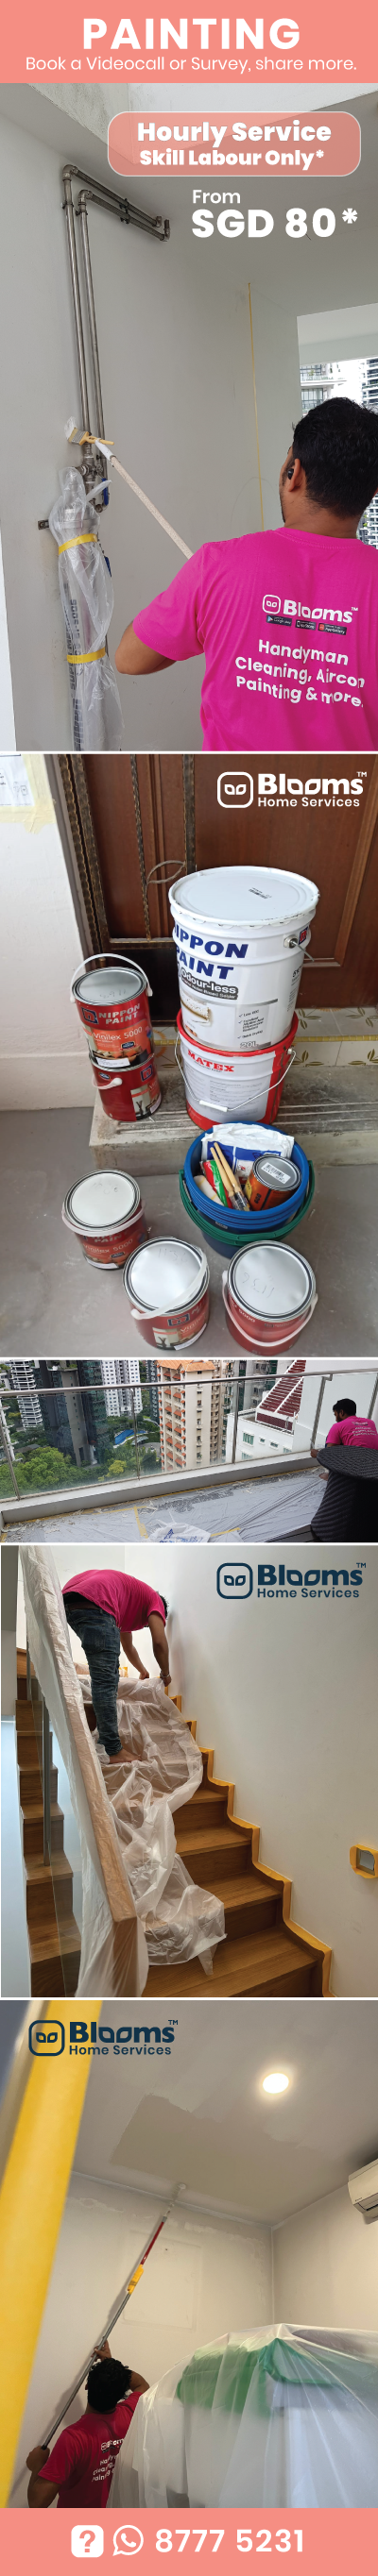 PAINTING
Book a Videocall or Survey, share more.
Hourly Service
Skill Labour Only*
From
SGD 80*
Blooms™
Handyman
Cleaning, Aircon
Painting & more.
Blooms™
Home Services
NIPPON
PAINT
Odour-less
NIPPON
PAINT
Vinilex 5000
MATEX
Blooms™
Home Services
Blooms™
Home Services
? 8777 5231